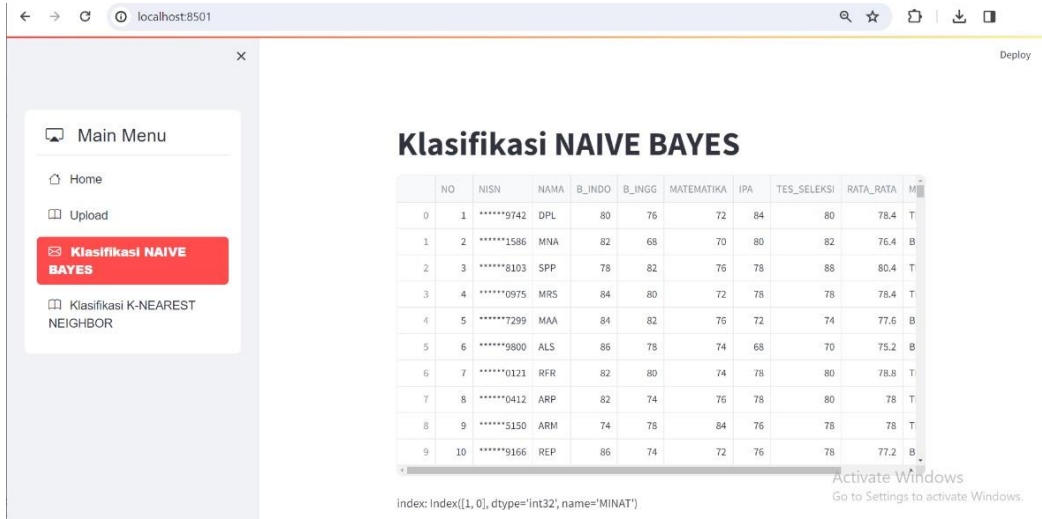 localhost:8501
Deploy
Main Menu
Home
Upload
Klasifikasi NAIVE
BAYES
Klasifikasi K-NEAREST
NEIGHBOR
Klasifikasi NAIVE BAYES
NO NISN NAMA B_INDO B_INGG MATEMATIKA IPA TES_SELEKSI RATA_RATA M
0 1 ******9742 DPL 80 76 72 84 80 78.4 T
1 2 ******1586 MNA 82 68 70 80 82 76.4 B
2 3 ******8103 SPP 78 82 76 78 88 80.4 T
3 4 ******0975 MRS 84 80 72 78 78 78.4 T
4 5 ******7299 MAA 84 82 76 72 74 77.6 B
5 6 ******9800 ALS 86 78 74 68 70 75.2 B
6 7 ******0121 RFR 82 80 74 78 80 78.8 T
7 8 ******0412 ARP 82 74 76 78 80 78 T
8 9 ******5150 ARM 74 78 84 76 78 78 T
9 10 ******9166 REP 86 74 72 76 78 77.2 B
index: Index([1, 0], dtype='int32', name='MINAT')
Activate Windows
Go to Settings to activate Windows.